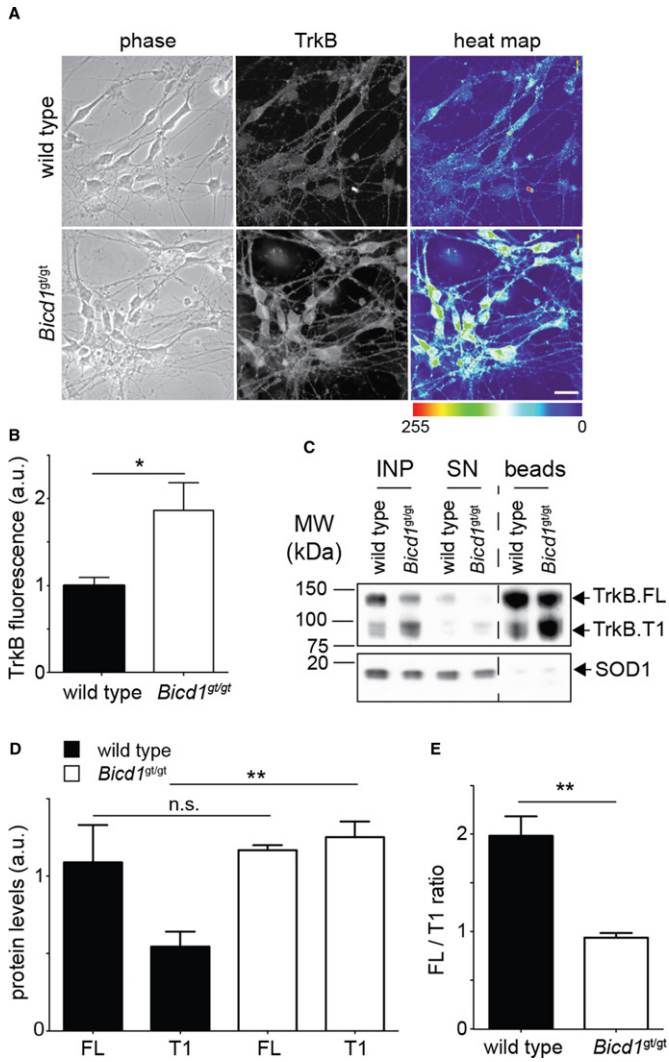 A
phase TrkB heat map
wild type
Bicd1gt/gt
255 0
B
*
TrkB fluorescence (a.u.)
2
1
0
wild type Bicd1gt/gt
C
INP SN beads
MW
(kDa)
wild type
Bicd1gt/gt
wild type
Bicd1gt/gt
wild type
Bicd1gt/gt
150
100
75
20
TrkB.FL
TrkB.T1
SOD1
D
wild type
Bicd1gt/gt
**
n.s.
protein levels (a.u.)
1
0
FL T1 FL T1
E
**
FL / T1 ratio
2
1
0
wild type Bicd1gt/gt